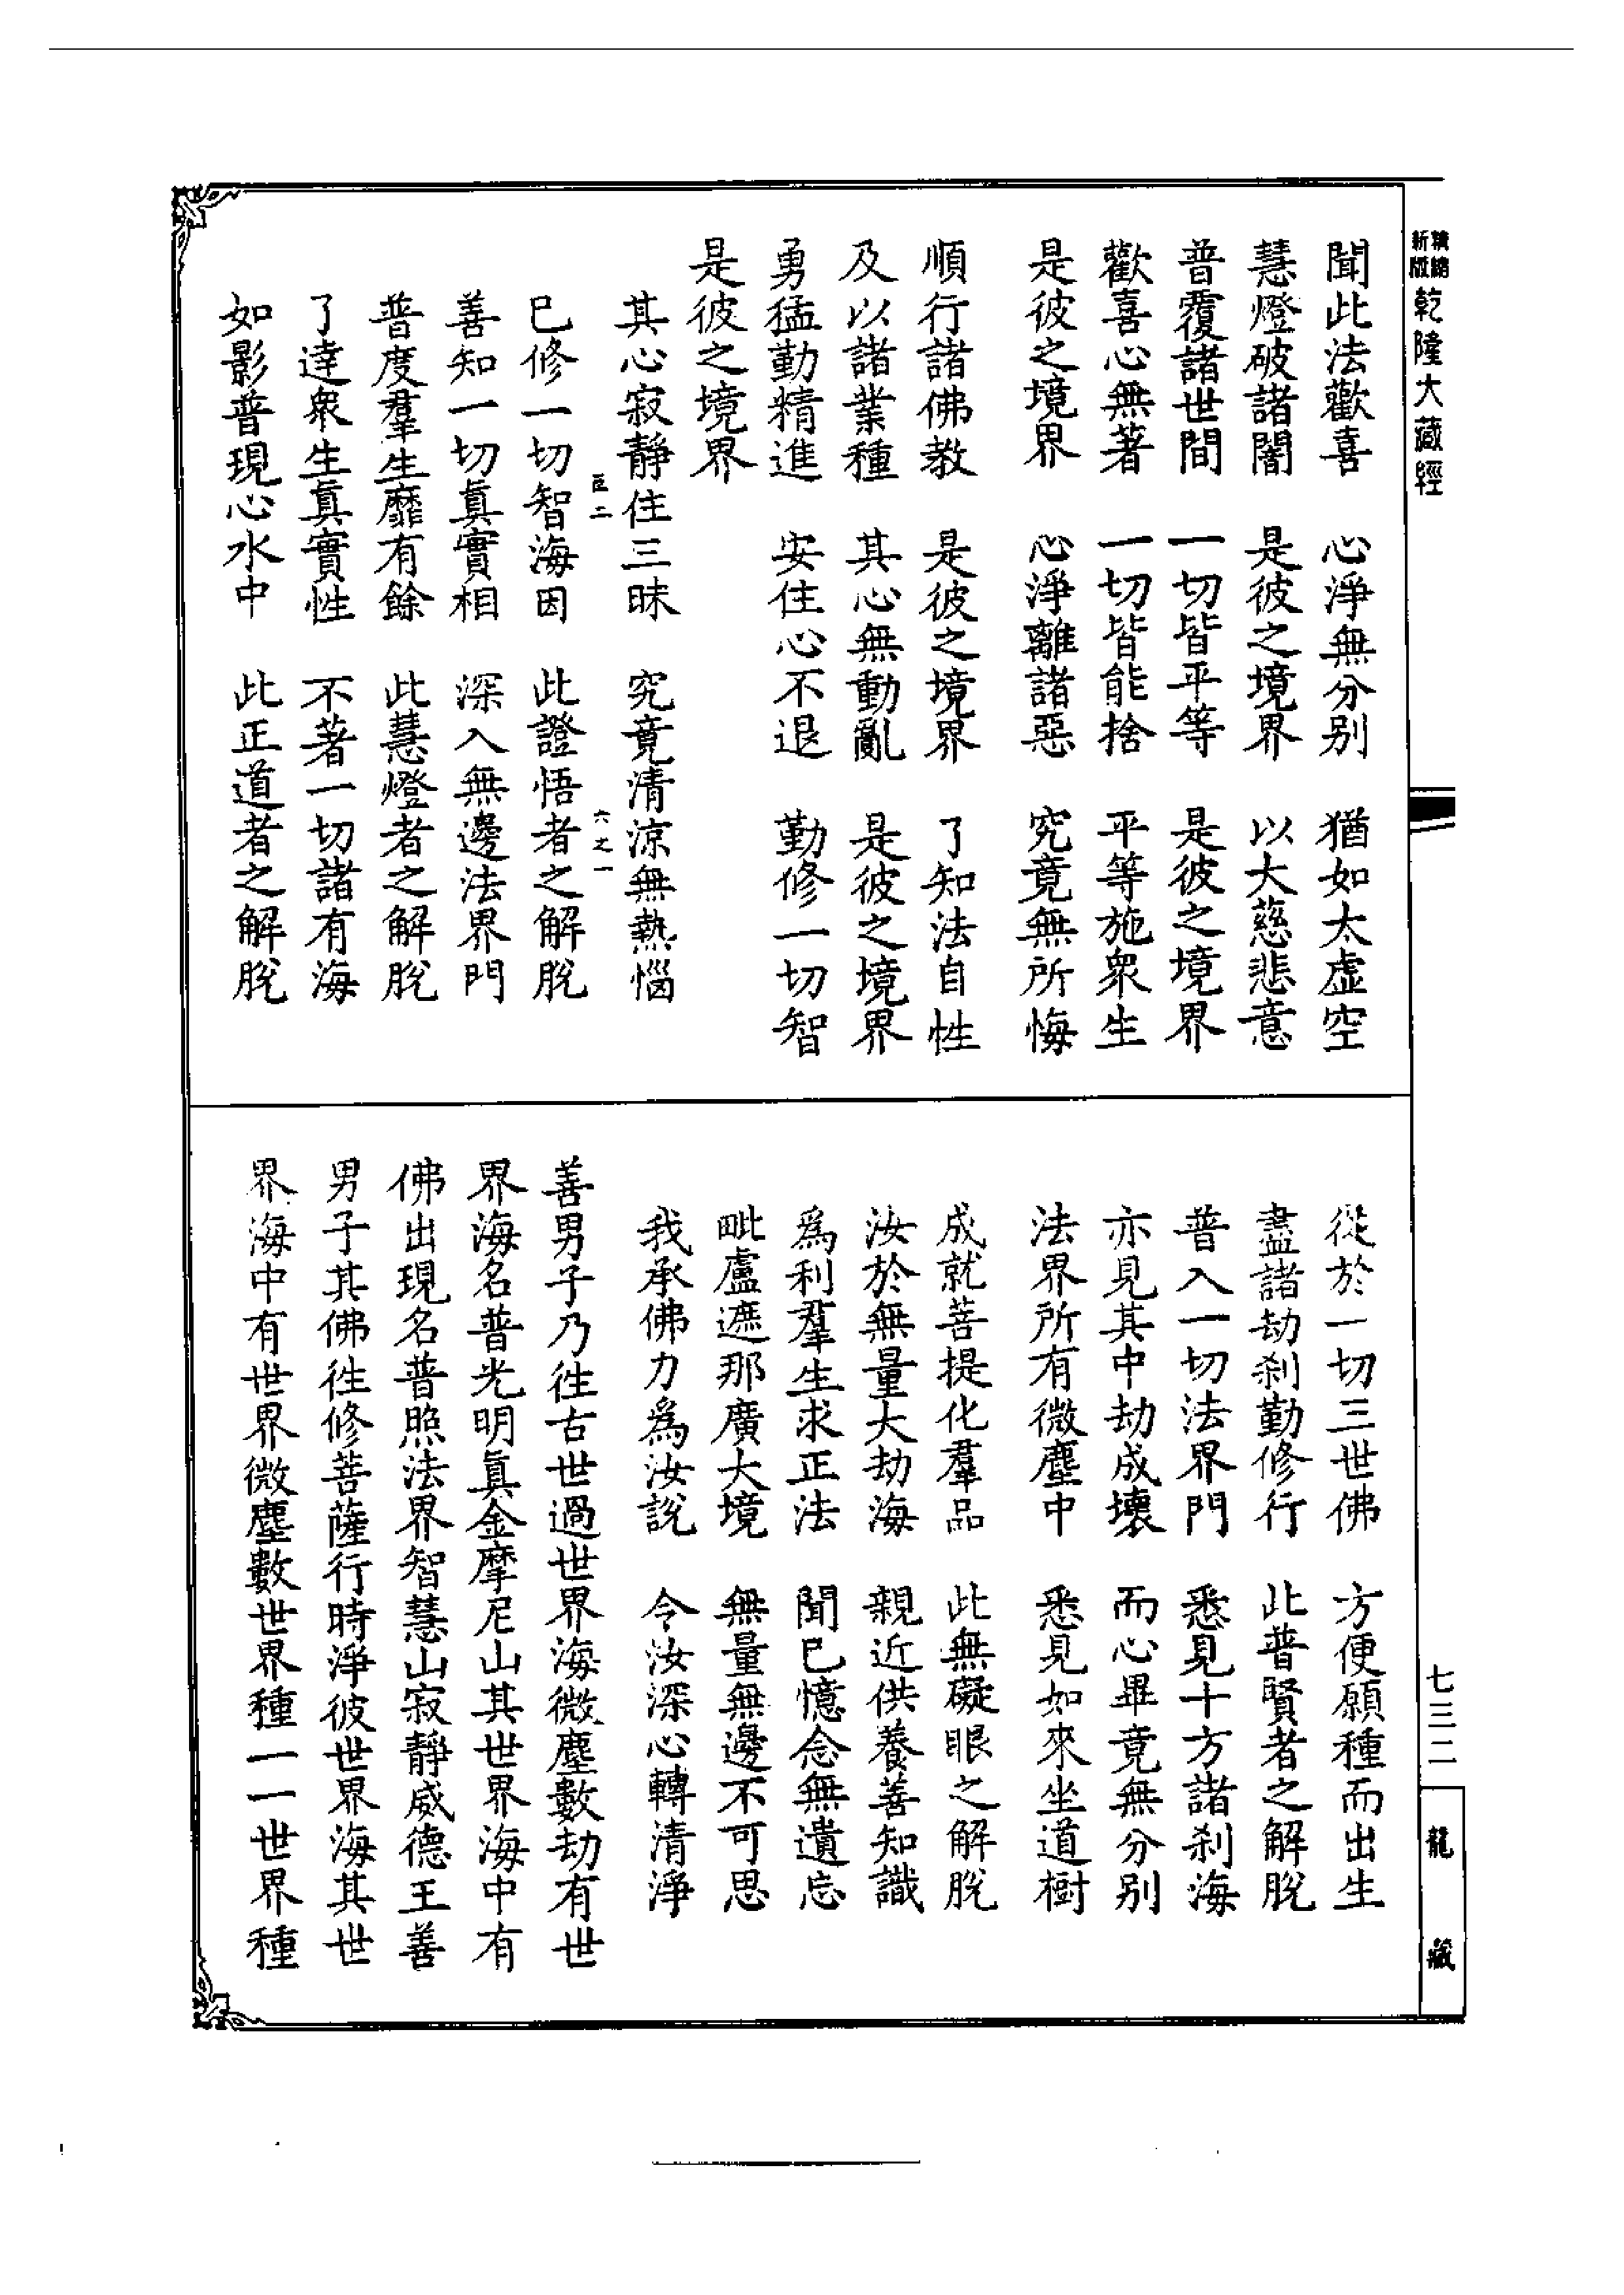 新版精縮乾隆大藏經
聞此法歡喜　心淨無分别　猶如太虛空
慧燈破諸闇　是彼之境界　以大慈悲意
普覆諸世間　一切皆平等　是彼之境界
歡喜心無著　一切皆能捨　平等施衆生
是彼之境界　心淨離諸惡　究竟無所悔
順行諸佛教　是彼之境界　了知法自性
及以諸業種　其心無動亂　是彼之境界
勇猛勤精進　安住心不退　勤修一切智
是彼之境界
其心寂靜住三昧　究竟清涼無熱惱
巨二　六之一
已修一切智海因　此證悟者之解脫
善知一切眞實相　深入無邊法界門
普度羣生靡有餘　此慧燈者之解脫
了達衆生眞實性　不著一切諸有海
如影普現心水中　此正道者之解脫
從於一切三世佛　方便願種而出生
盡諸劫刹勤修行　此普賢者之解脫
普入一切法界門　悉見十方諸刹海
亦見其中劫成壞　而心畢竟無分别
法界所有微塵中　悉見如來坐道樹
成就菩提化羣品　此無礙眼之解脫
汝於無量大劫海　親近供養善知識
爲利羣生求正法　聞已憶念無遺忘
毗盧遮那廣大境　無量無邊不可思
我承佛力爲汝說　令汝深心轉清淨
善男子乃徃古世過世界海微塵數劫有世
界海名普光明眞金摩尼山其世界海中有
佛出現名普照法界智慧山寂靜威德王善
男子其佛徃修菩薩行時淨彼世界海其世
界海中有世界微塵數世界種一一世界種
七三二
龍藏